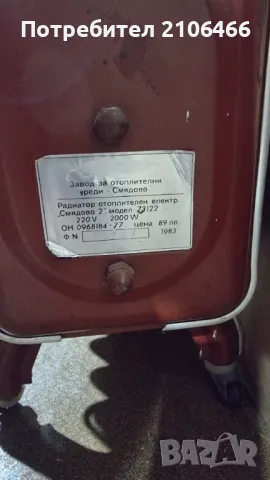 Потребител 2106466
Завод за отоплителни
уреди - Смядово
Радиатор отоплителен електр.
„Смядово 2", модел 73122
220 V 2000 W
ОН 0968184-77 цена 89 лв.
Ф N 1983
BAZAR